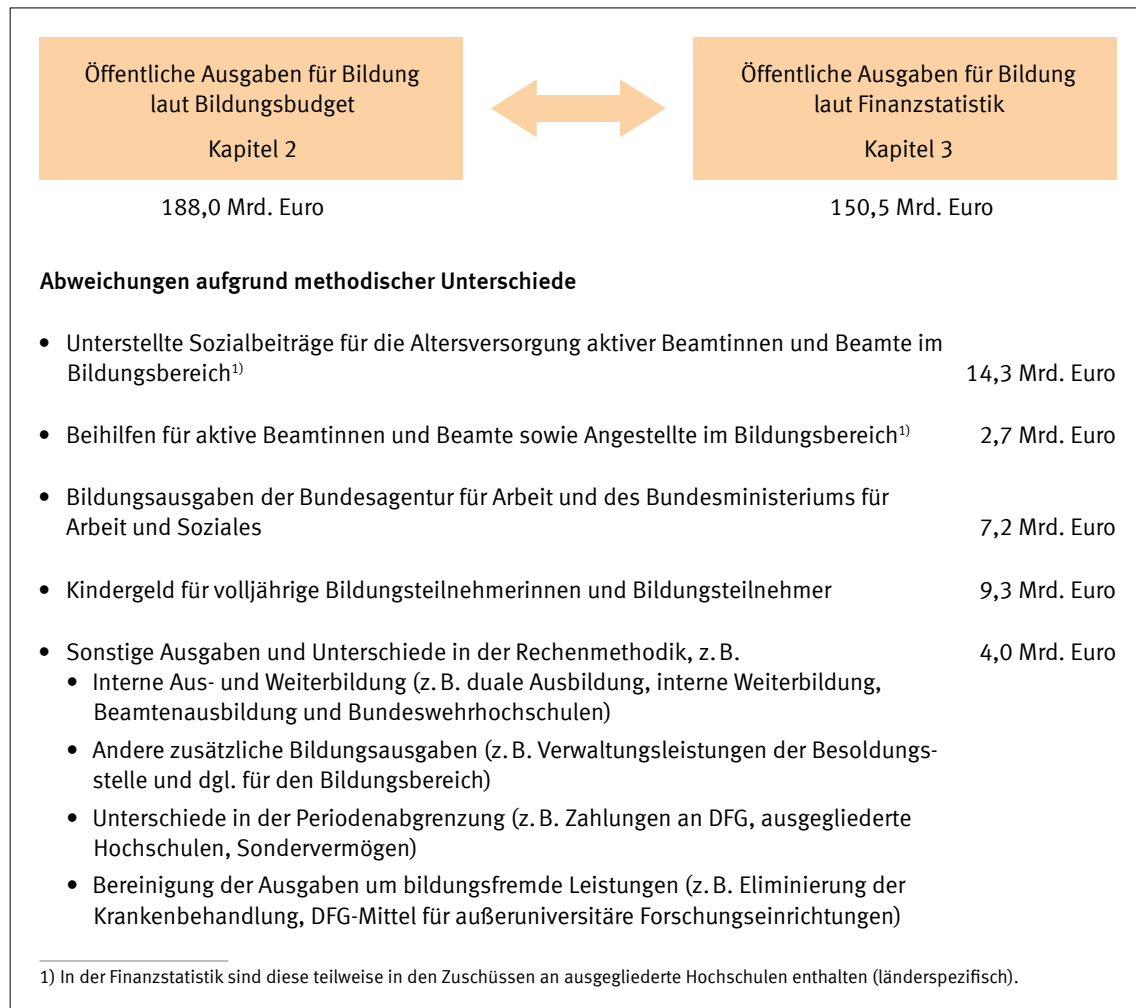 Öffentliche Ausgaben für Bildung
laut Bildungsbudget
Kapitel 2
Öffentliche Ausgaben für Bildung
laut Finanzstatistik
Kapitel 3
188,0 Mrd. Euro
150,5 Mrd. Euro
Abweichungen aufgrund methodischer Unterschiede
• Unterstellte Sozialbeiträge für die Altersversorgung aktiver Beamtinnen und Beamte im
Bildungsbereich1) 14,3 Mrd. Euro
• Beihilfen für aktive Beamtinnen und Beamte sowie Angestellte im Bildungsbereich1) 2,7 Mrd. Euro
• Bildungsausgaben der Bundesagentur für Arbeit und des Bundesministeriums für
Arbeit und Soziales 7,2 Mrd. Euro
• Kindergeld für volljährige Bildungsteilnehmerinnen und Bildungsteilnehmer 9,3 Mrd. Euro
• Sonstige Ausgaben und Unterschiede in der Rechenmethodik, z. B. 4,0 Mrd. Euro
• Interne Aus- und Weiterbildung (z. B. duale Ausbildung, interne Weiterbildung,
Beamtenausbildung und Bundeswehrhochschulen)
• Andere zusätzliche Bildungsausgaben (z. B. Verwaltungsleistungen der Besoldungs-
stelle und dgl. für den Bildungsbereich)
• Unterschiede in der Periodenabgrenzung (z. B. Zahlungen an DFG, ausgegliederte
Hochschulen, Sondervermögen)
• Bereinigung der Ausgaben um bildungsfremde Leistungen (z. B. Eliminierung der
Krankenbehandlung, DFG-Mittel für außeruniversitäre Forschungseinrichtungen)
1) In der Finanzstatistik sind diese teilweise in den Zuschüssen an ausgegliederte Hochschulen enthalten (länderspezifisch).